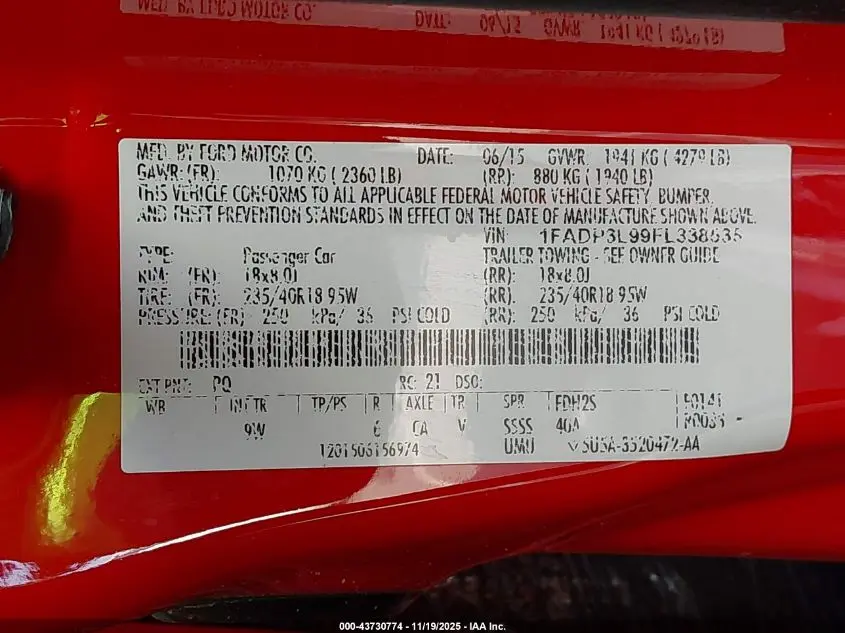 MFD. BY FORD MOTOR CO.
DATE: 06/15 GVWR: 1941 KG ( 4279 LB)
GAWR: (FR): 1070 KG ( 2360 LB) (RR): 880 KG ( 1940 LB)
THIS VEHICLE CONFORMS TO ALL APPLICABLE FEDERAL MOTOR VEHICLE SAFETY, BUMPER,
AND THEFT PREVENTION STANDARDS IN EFFECT ON THE DATE OF MANUFACTURE SHOWN ABOVE.
VIN:
TYPE: Passenger Car TRAILER TOWING - SEE OWNER GUIDE
RIM: (FR): 18x8.0J (RR): 18x8.0J
TIRE: (FR): 235/40R18 95W (RR): 235/40R18 95W
PRESSURE: (FR): 250 kPa/ 36 PSI COLD (RR): 250 kPa/ 36 PSI COLD
EXT PNT: PQ RC: 21 DSO:
WB INT TR TP/PS R AXLE TR SPR
9W 6 CA V SSSS 40A
UMU
000-43730774 - 11/19/2025 - IAA Inc.